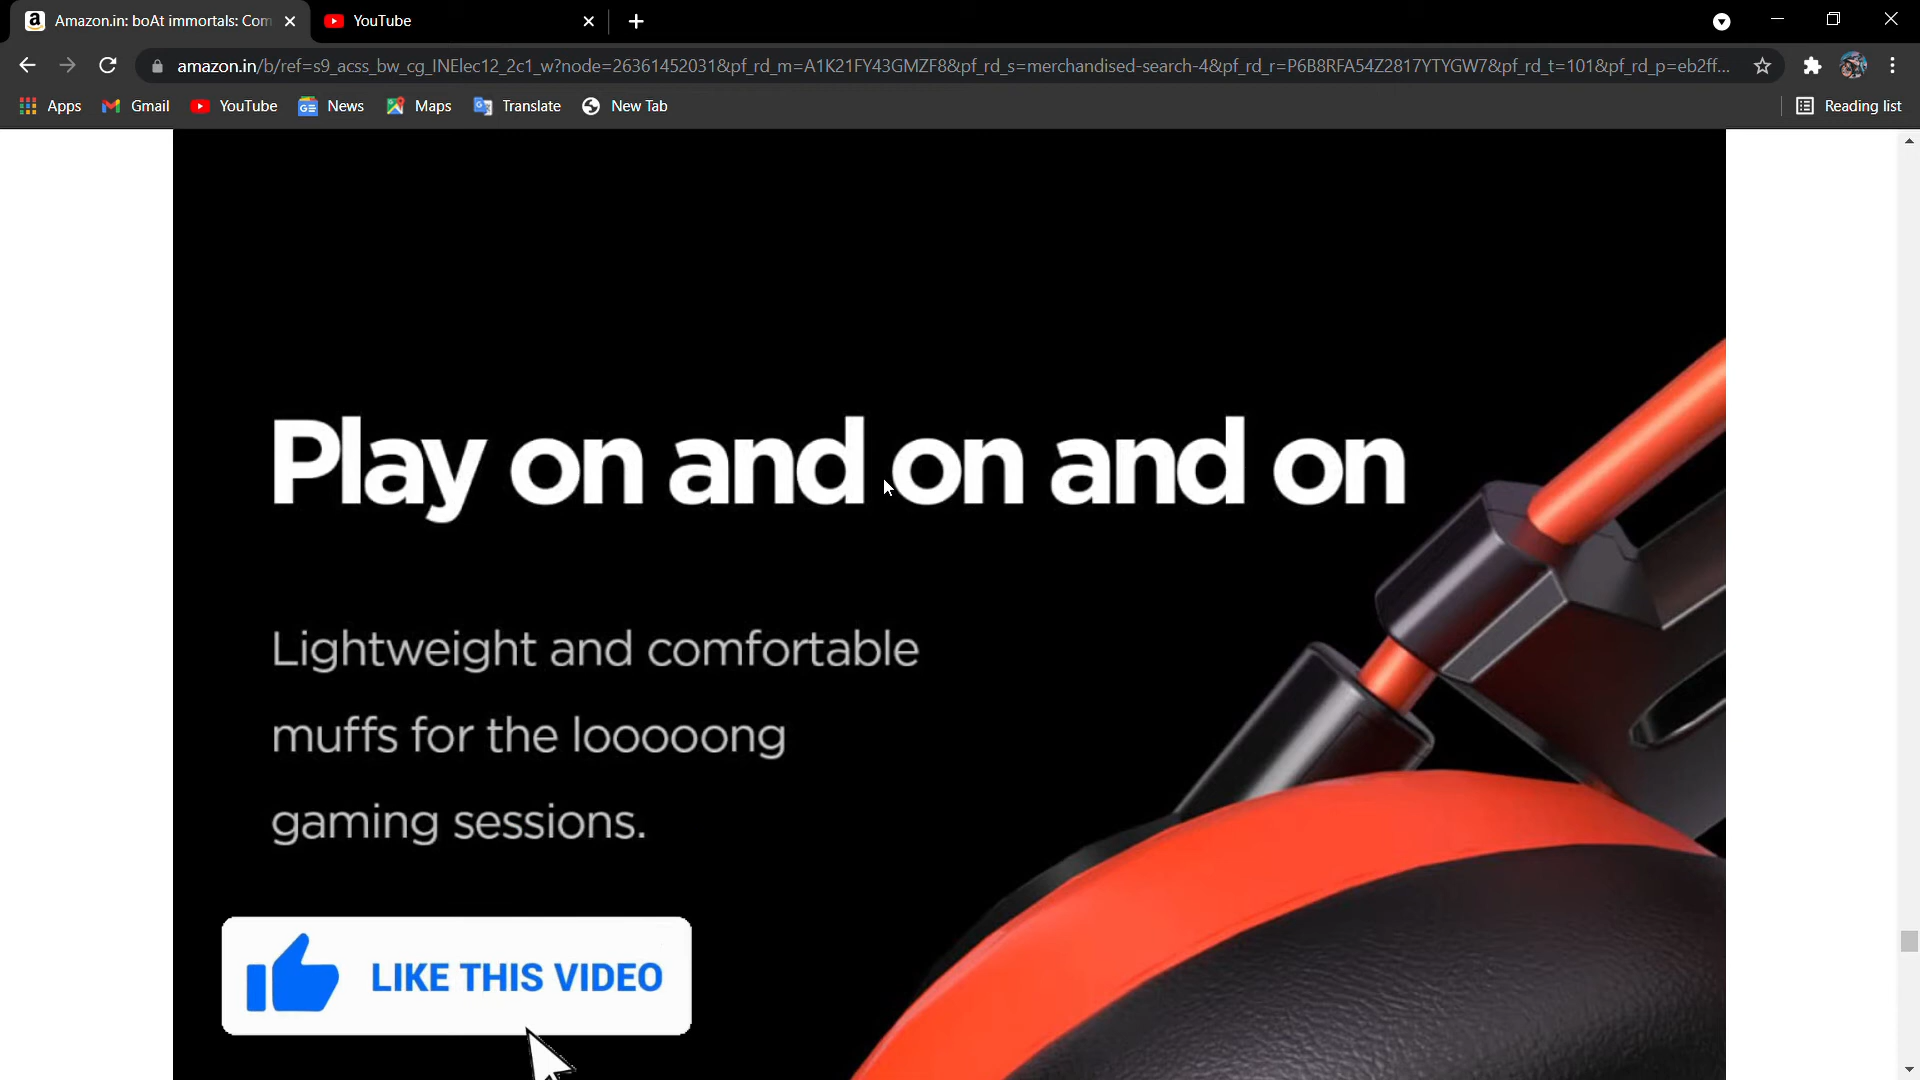 Amazon.in: boAt immortals: Com
YouTube
amazon.in/b/ref=s9_acss_bw_cg_INElec12_2c1_w?node=26361452031&pf_rd_m=A1K21FY43GMZF8&pf_rd_s=merchandised-search-4&pf_rd_r=P6B8RFA54Z2817YTYGW7&pf_rd_t=101&pf_rd_p=eb2ff...
Apps Gmail YouTube News Maps Translate New Tab Reading list
Play on and on and on
Lightweight and comfortable
muffs for the looooong
gaming sessions.
LIKE THIS VIDEO